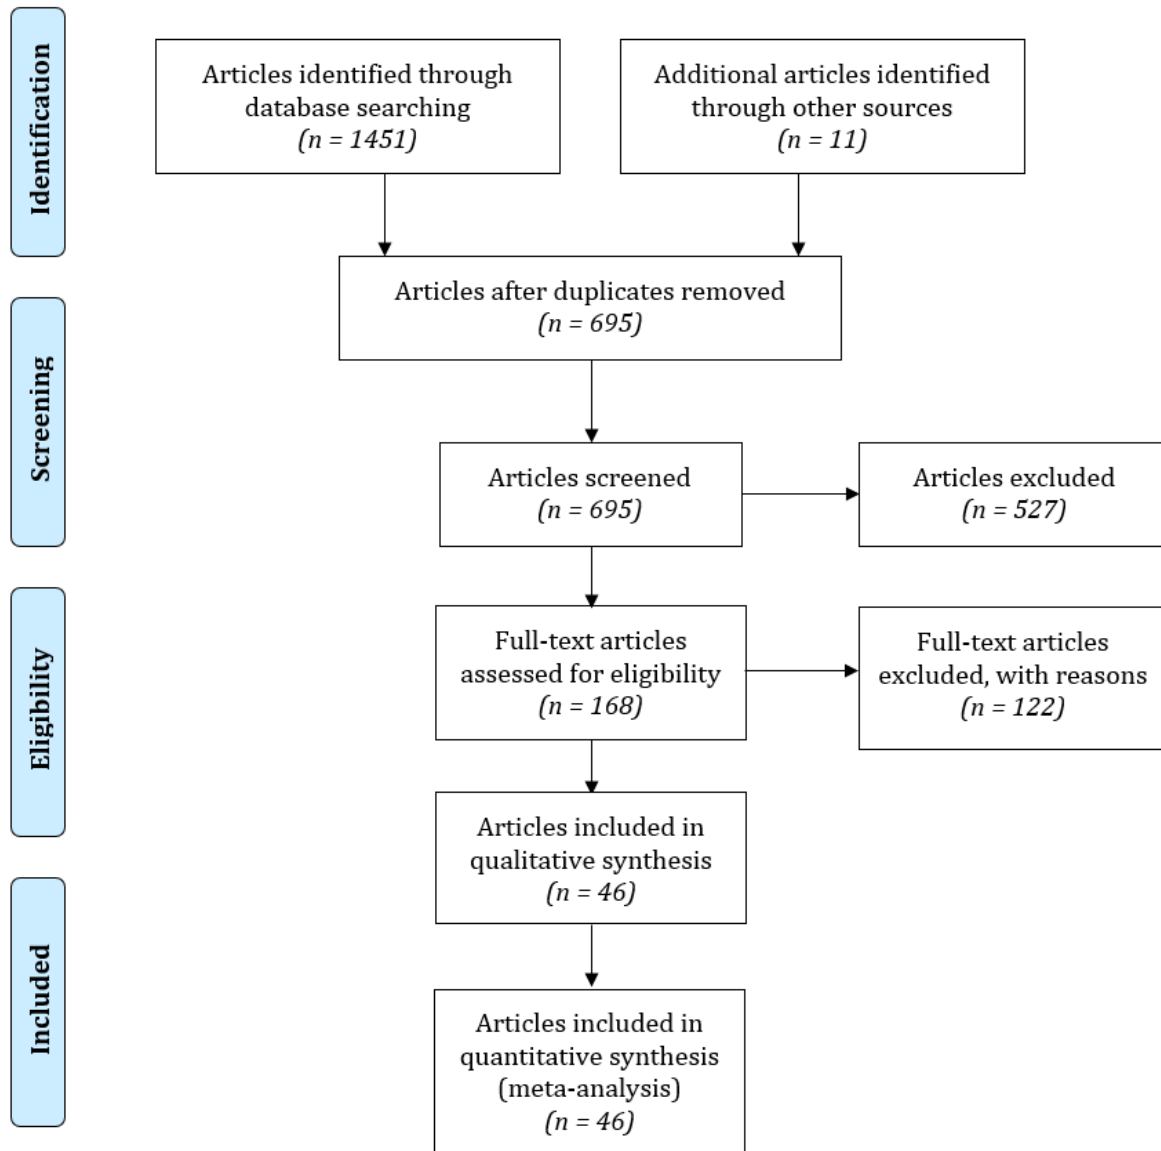 Identification
Articles identified through
database searching
(n = 1451)
Additional articles identified
through other sources
(n = 11)
Articles after duplicates removed
(n = 695)
Screening
Articles screened
(n = 695)
Articles excluded
(n = 527)
Eligibility
Full-text articles
assessed for eligibility
(n = 168)
Full-text articles
excluded, with reasons
(n = 122)
Articles included in
qualitative synthesis
(n = 46)
Included
Articles included in
quantitative synthesis
(meta-analysis)
(n = 46)